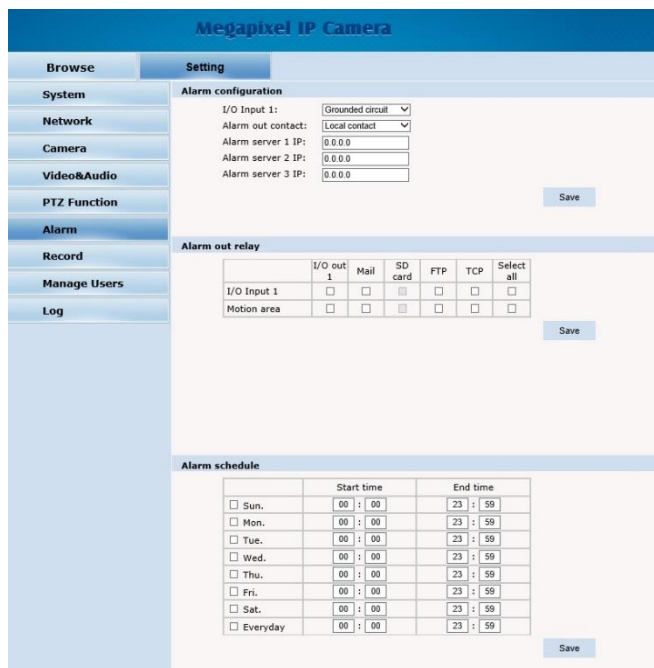 Megapixel IP Camera
Browse Setting
System
Network
Camera
Video&Audio
PTZ Function
Alarm
Record
Manage Users
Log
Alarm configuration
I/O Input 1: Grounded circuit
Alarm out contact: Local contact
Alarm server 1 IP: 0.0.0.0
Alarm server 2 IP: 0.0.0.0
Alarm server 3 IP: 0.0.0.0
Save
Alarm out relay
I/O out 1 Mail SD card FTP TCP Select all
I/O Input 1
Motion area
Save
Alarm schedule
Start time End time
Sun. 00 : 00 23 : 59
Mon. 00 : 00 23 : 59
Tue. 00 : 00 23 : 59
Wed. 00 : 00 23 : 59
Thu. 00 : 00 23 : 59
Fri. 00 : 00 23 : 59
Sat. 00 : 00 23 : 59
Everyday 00 : 00 23 : 59
Save